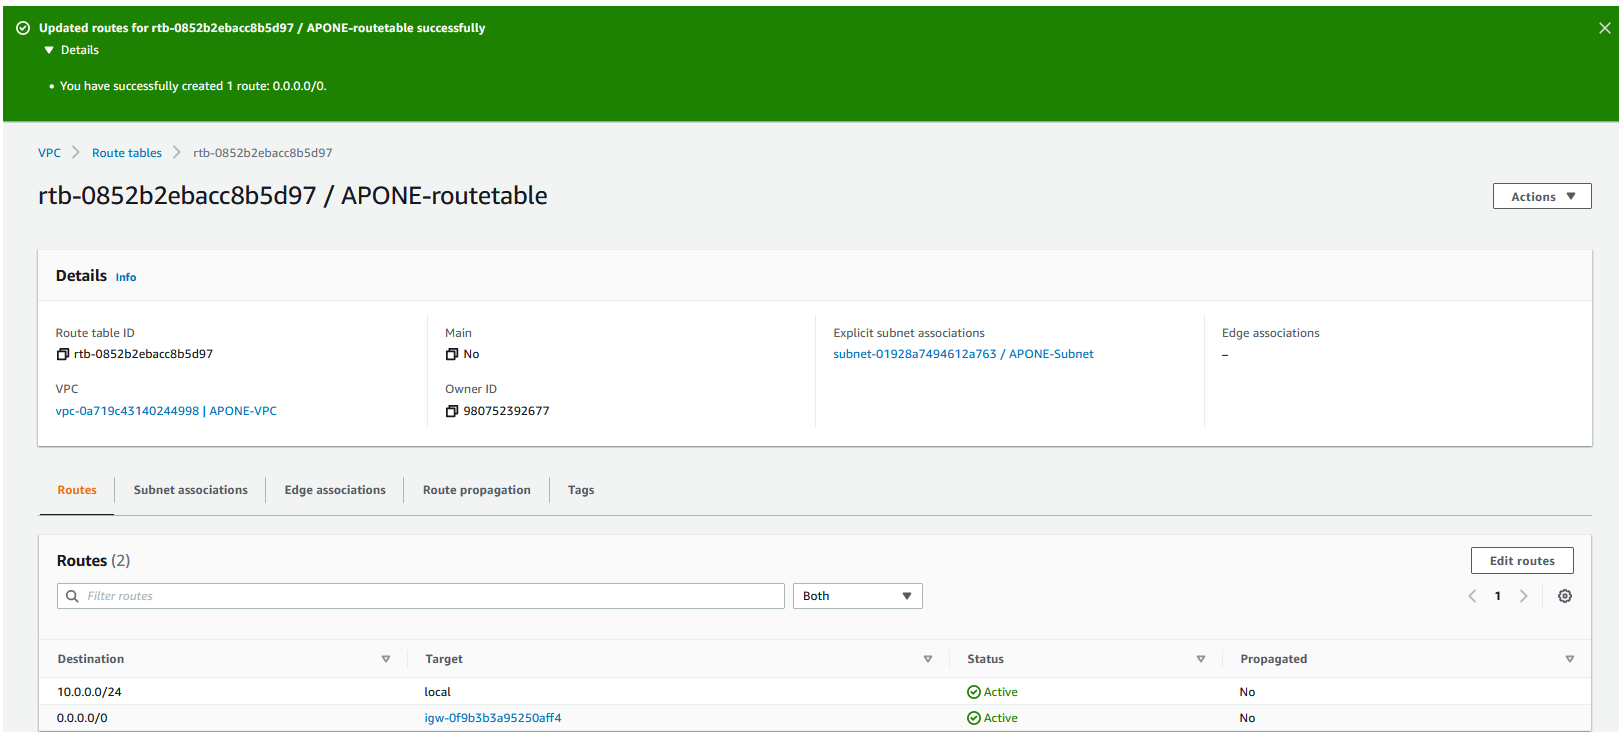 Updated routes for rtb-0852b2ebacc8b5d97 / APONE-routetable successfully
Details
You have successfully created 1 route: 0.0.0.0/0.
VPC Route tables rtb-0852b2ebacc8b5d97
rtb-0852b2ebacc8b5d97 / APONE-routetable
Actions
Details Info
Route table ID
rtb-0852b2ebacc8b5d97
Main
No
Explicit subnet associations
subnet-01928a7494612a763 / APONE-Subnet
Edge associations
–
VPC
vpc-0a719c43140244998 | APONE-VPC
Owner ID
980752392677
Routes Subnet associations Edge associations Route propagation Tags
Routes (2)
Edit routes
Filter routes
Both
1
Destination Target Status Propagated
10.0.0.0/24 local Active No
0.0.0.0/0 igw-0f9b3b3a95250aff4 Active No